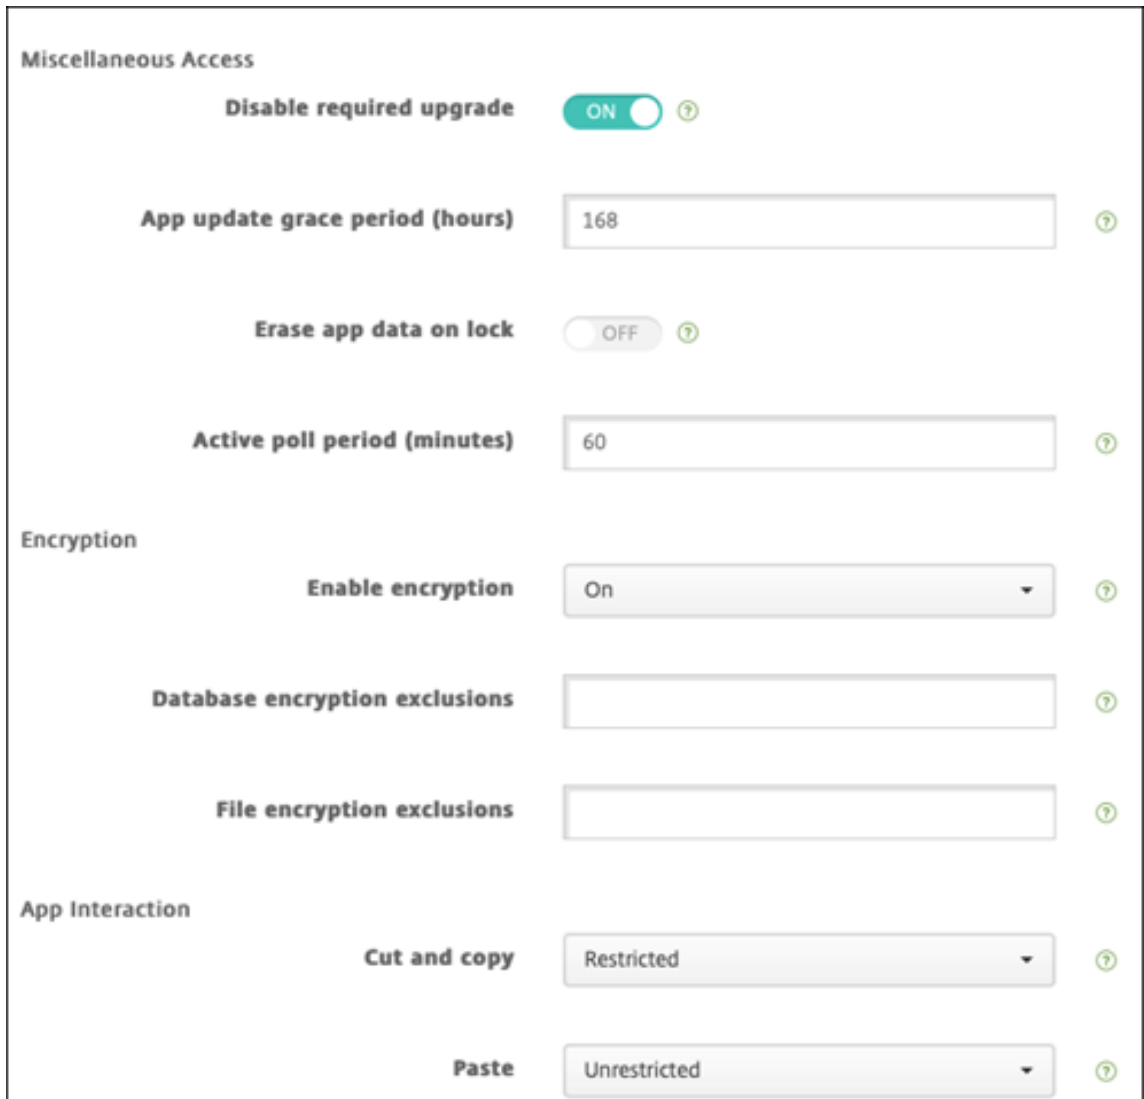 Miscellaneous Access
Disable required upgrade ON ?
App update grace period (hours) 168 ?
Erase app data on lock OFF ?
Active poll period (minutes) 60 ?
Encryption
Enable encryption On ?
Database encryption exclusions ?
File encryption exclusions ?
App Interaction
Cut and copy Restricted ?
Paste Unrestricted ?